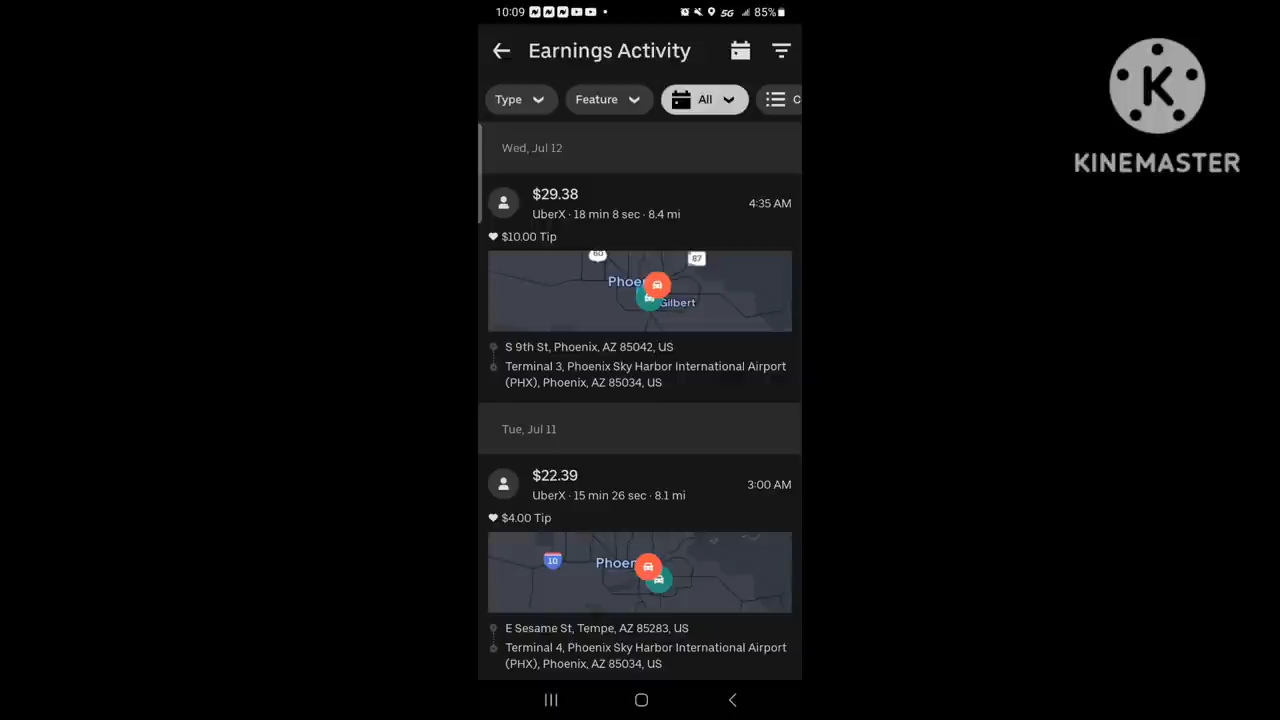 10:09
5G
85%
Earnings Activity
Type
Feature
All
C
Wed, Jul 12
$29.38
4:35 AM
UberX · 18 min 8 sec · 8.4 mi
$10.00 Tip
60
87
Phoe
Gilbert
S 9th St, Phoenix, AZ 85042, US
Terminal 3, Phoenix Sky Harbor International Airport
(PHX), Phoenix, AZ 85034, US
Tue, Jul 11
$22.39
3:00 AM
UberX · 15 min 26 sec · 8.1 mi
$4.00 Tip
10
Phoen
E Sesame St, Tempe, AZ 85283, US
Terminal 4, Phoenix Sky Harbor International Airport
(PHX), Phoenix, AZ 85034, US
K
KINEMASTER